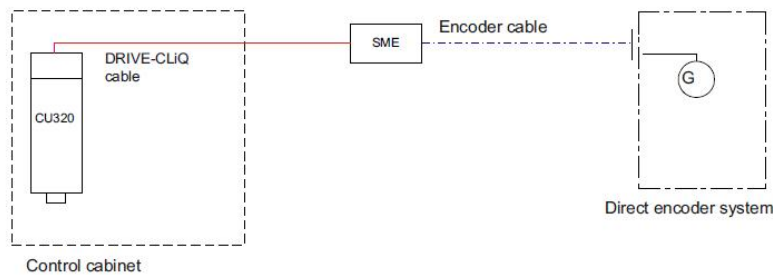 SME
Encoder cable
DRIVE-CLiQ
cable
G
CU320
Direct encoder system
Control cabinet